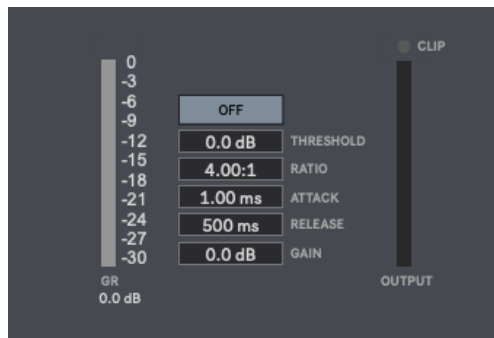 CLIP
0
-3
-6
-9
-12
-15
-18
-21
-24
-27
-30
OFF
0.0 dB THRESHOLD
4.00:1 RATIO
1.00 ms ATTACK
500 ms RELEASE
0.0 dB GAIN
GR
0.0 dB
OUTPUT